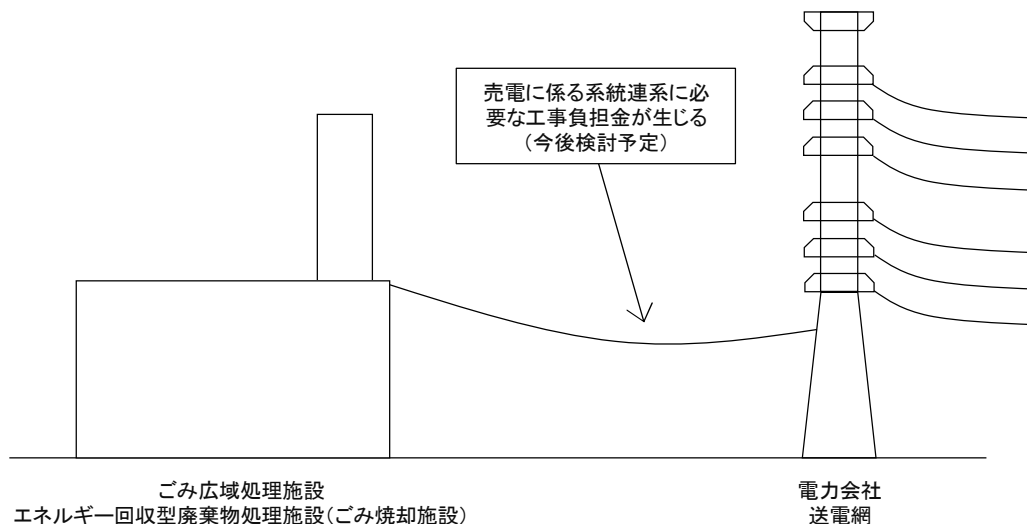 売電に係る系統連系に必
要な工事負担金が生じる
（今後検討予定）
ごみ広域処理施設
エネルギー回収型廃棄物処理施設（ごみ焼却施設）
電力会社
送電網